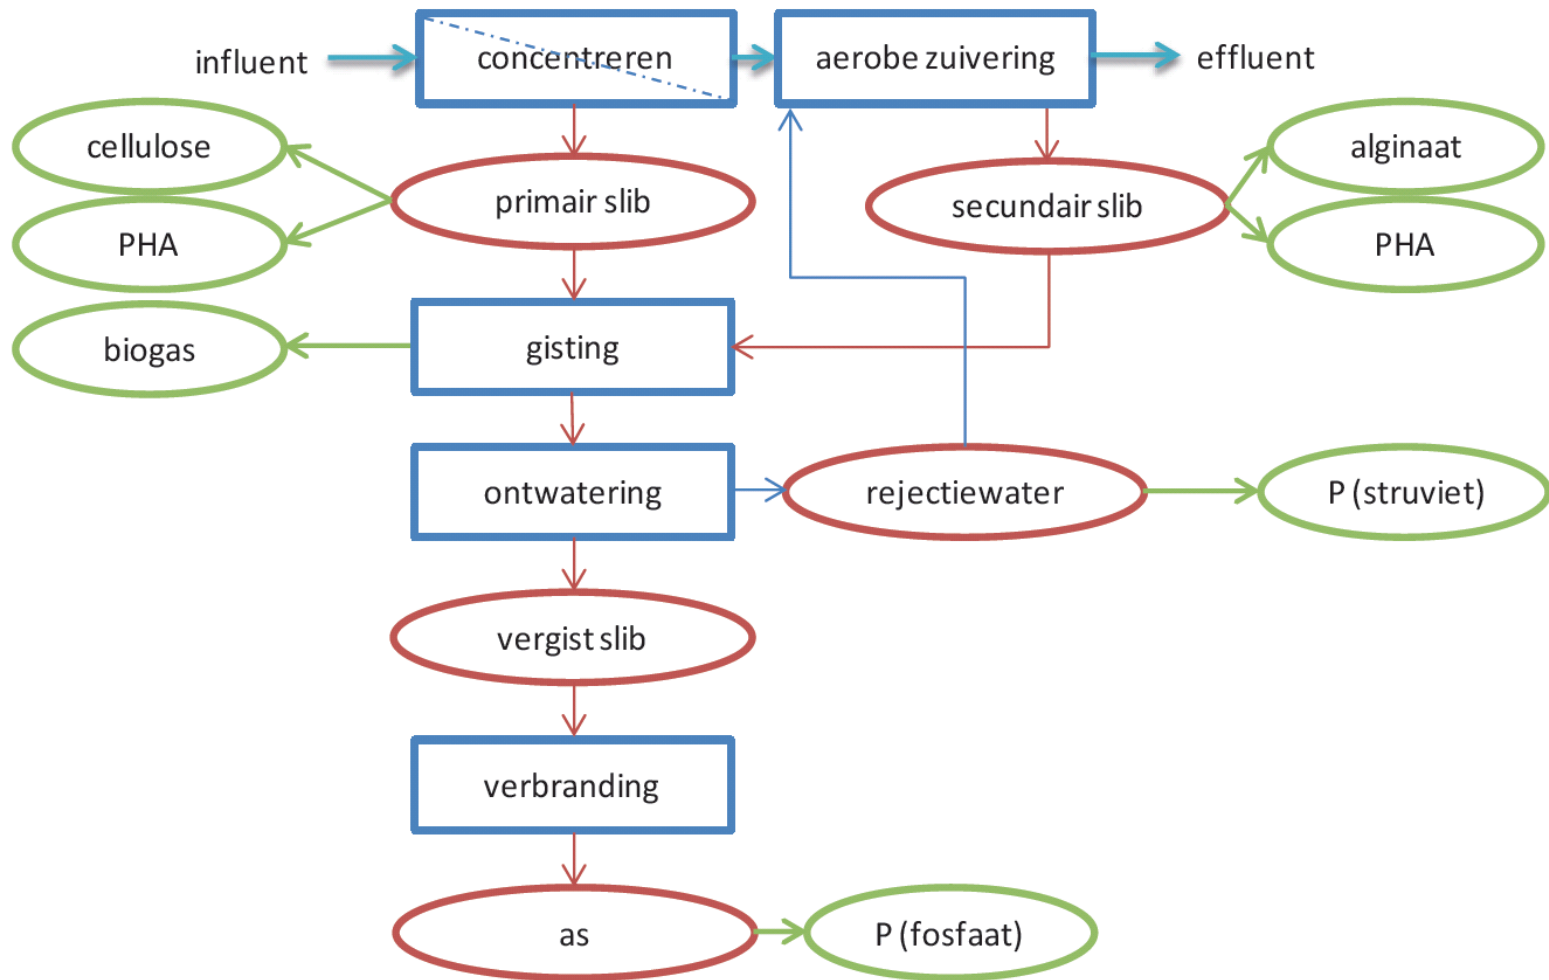 influent
concentreren
aerobe zuivering
effluent
cellulose
primair slib
secundair slib
alginaat
PHA
PHA
biogas
gisting
ontwatering
rejectiewater
P (struviet)
vergist slib
verbranding
as
P (fosfaat)